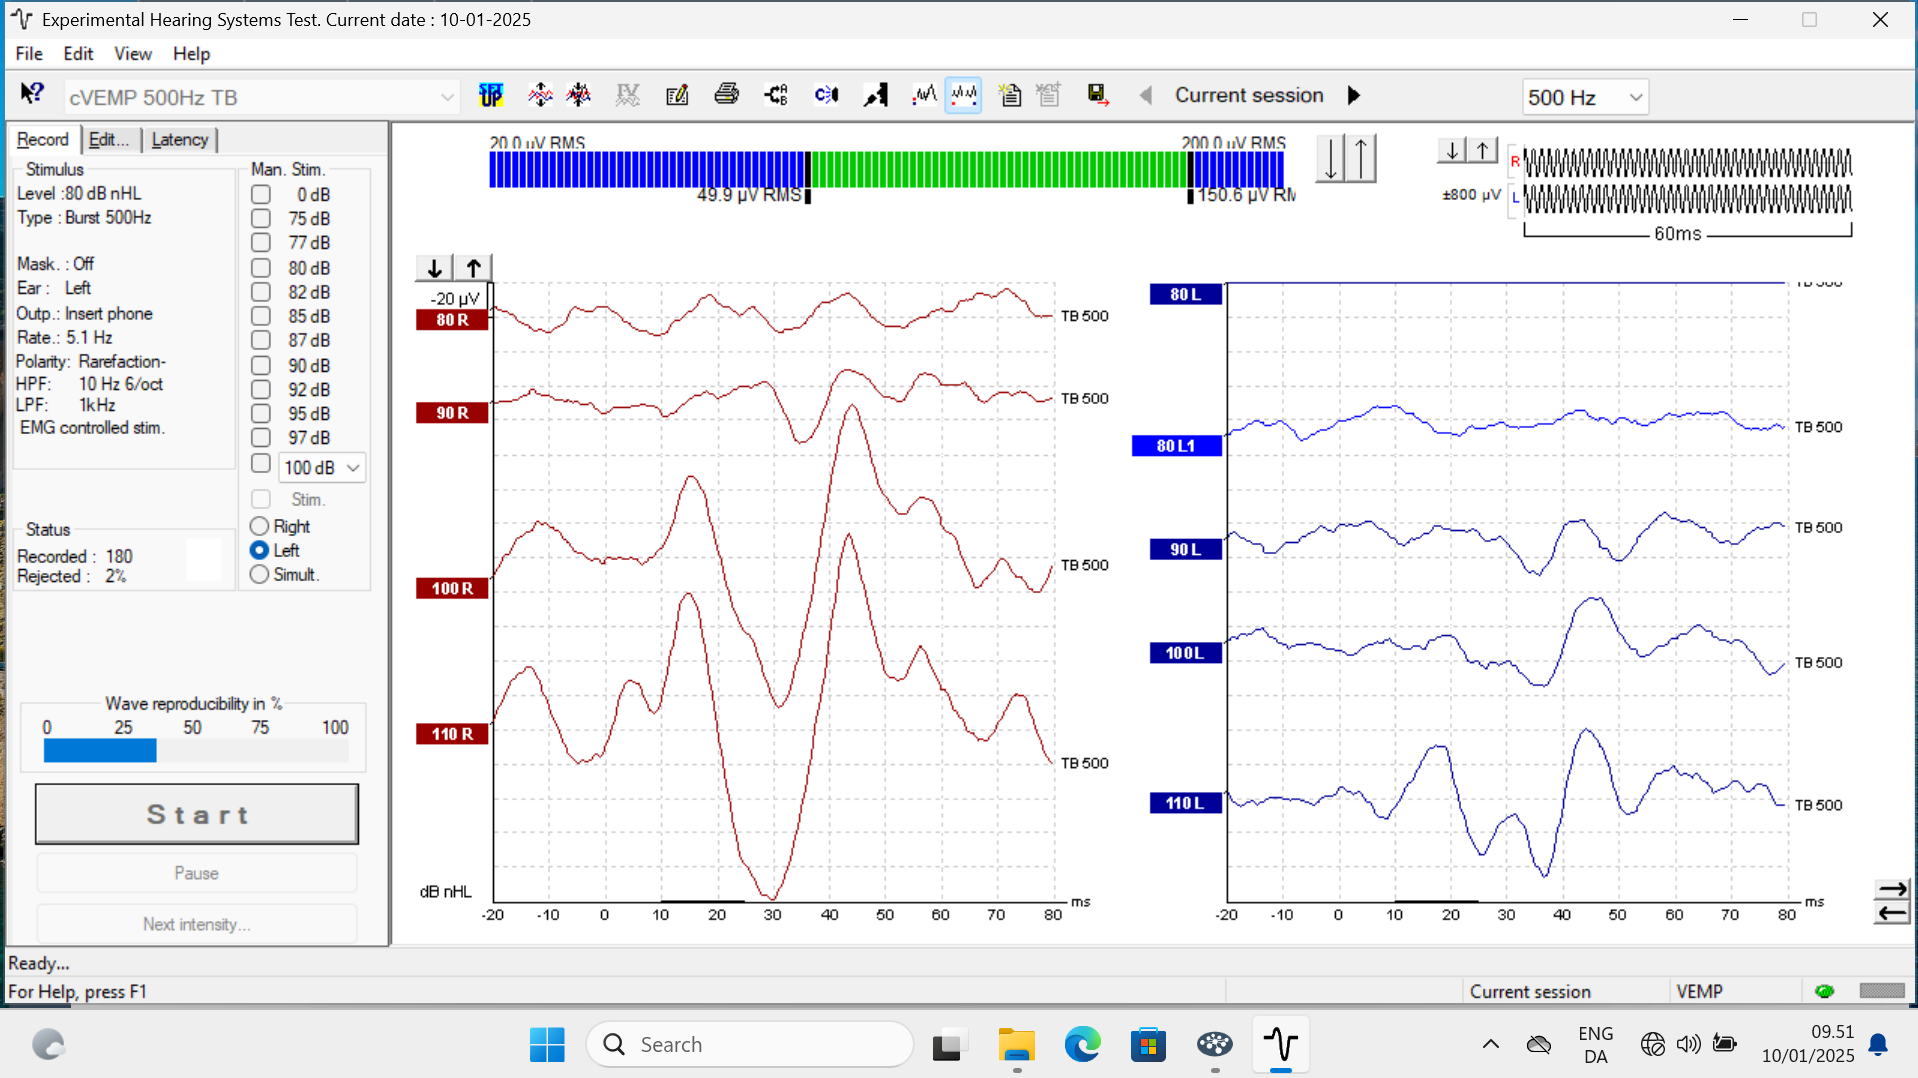 Experimental Hearing Systems Test. Current date : 10-01-2025
File Edit View Help
cVEMP 500Hz TB
SET UP
Current session
500 Hz
Record Edit... Latency
Stimulus
Level :80 dB nHL
Type : Burst 500Hz
Mask. : Off
Ear : Left
Outp.: Insert phone
Rate.: 5.1 Hz
Polarity: Rarefaction-
HPF: 10 Hz 6/oct
LPF: 1kHz
EMG controlled stim.
Man. Stim.
0 dB
75 dB
77 dB
80 dB
82 dB
85 dB
87 dB
90 dB
92 dB
95 dB
97 dB
100 dB
Stim.
Right
Left
Simult.
Status
Recorded : 180
Rejected : 2%
Wave reproducibility in %
0 25 50 75 100
Start
Pause
Next intensity...
20.0 µV RMS 200.0 µV RMS
49.9 µV RMS 150.6 µV RM
±800 µV
R
L
60ms
-20 µV
80 R TB 500
90 R TB 500
100 R TB 500
110 R TB 500
dB nHL
-20 -10 0 10 20 30 40 50 60 70 80 ms
80 L TB 500
80 L1 TB 500
90 L TB 500
100 L TB 500
110 L TB 500
-20 -10 0 10 20 30 40 50 60 70 80 ms
Ready...
For Help, press F1
Current session VEMP
Search
ENG
DA
09.51
10/01/2025